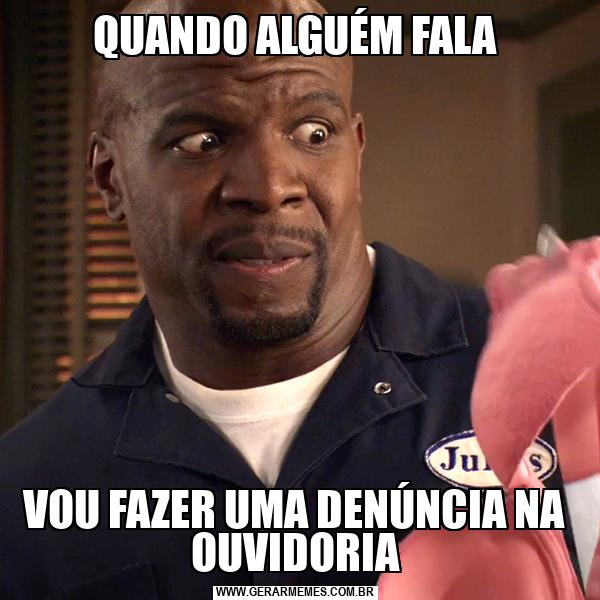 QUANDO ALGUÉM FALA
VOU FAZER UMA DENÚNCIA NA
OUVIDORIA
WWW.GERARMEMES.COM.BR